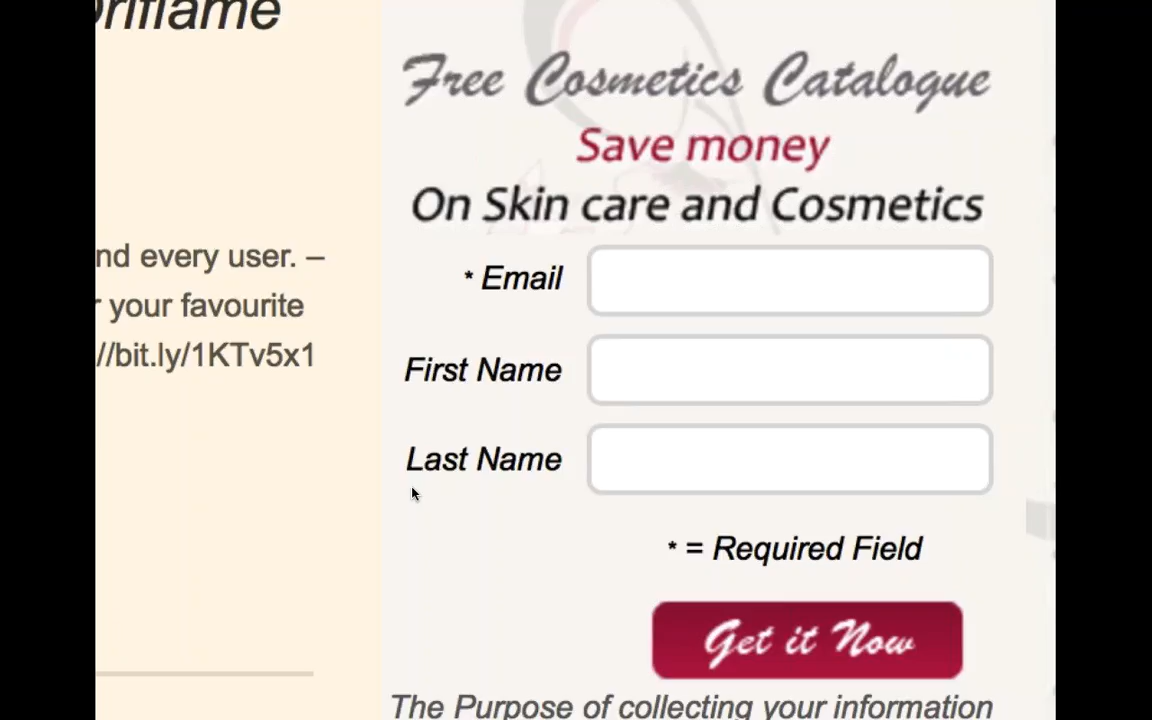 riflame
nd every user. –
your favourite
//bit.ly/1KTv5x1
Free Cosmetics Catalogue
Save money
On Skin care and Cosmetics
* Email
First Name
Last Name
* = Required Field
Get it Now
The Purpose of collecting your information